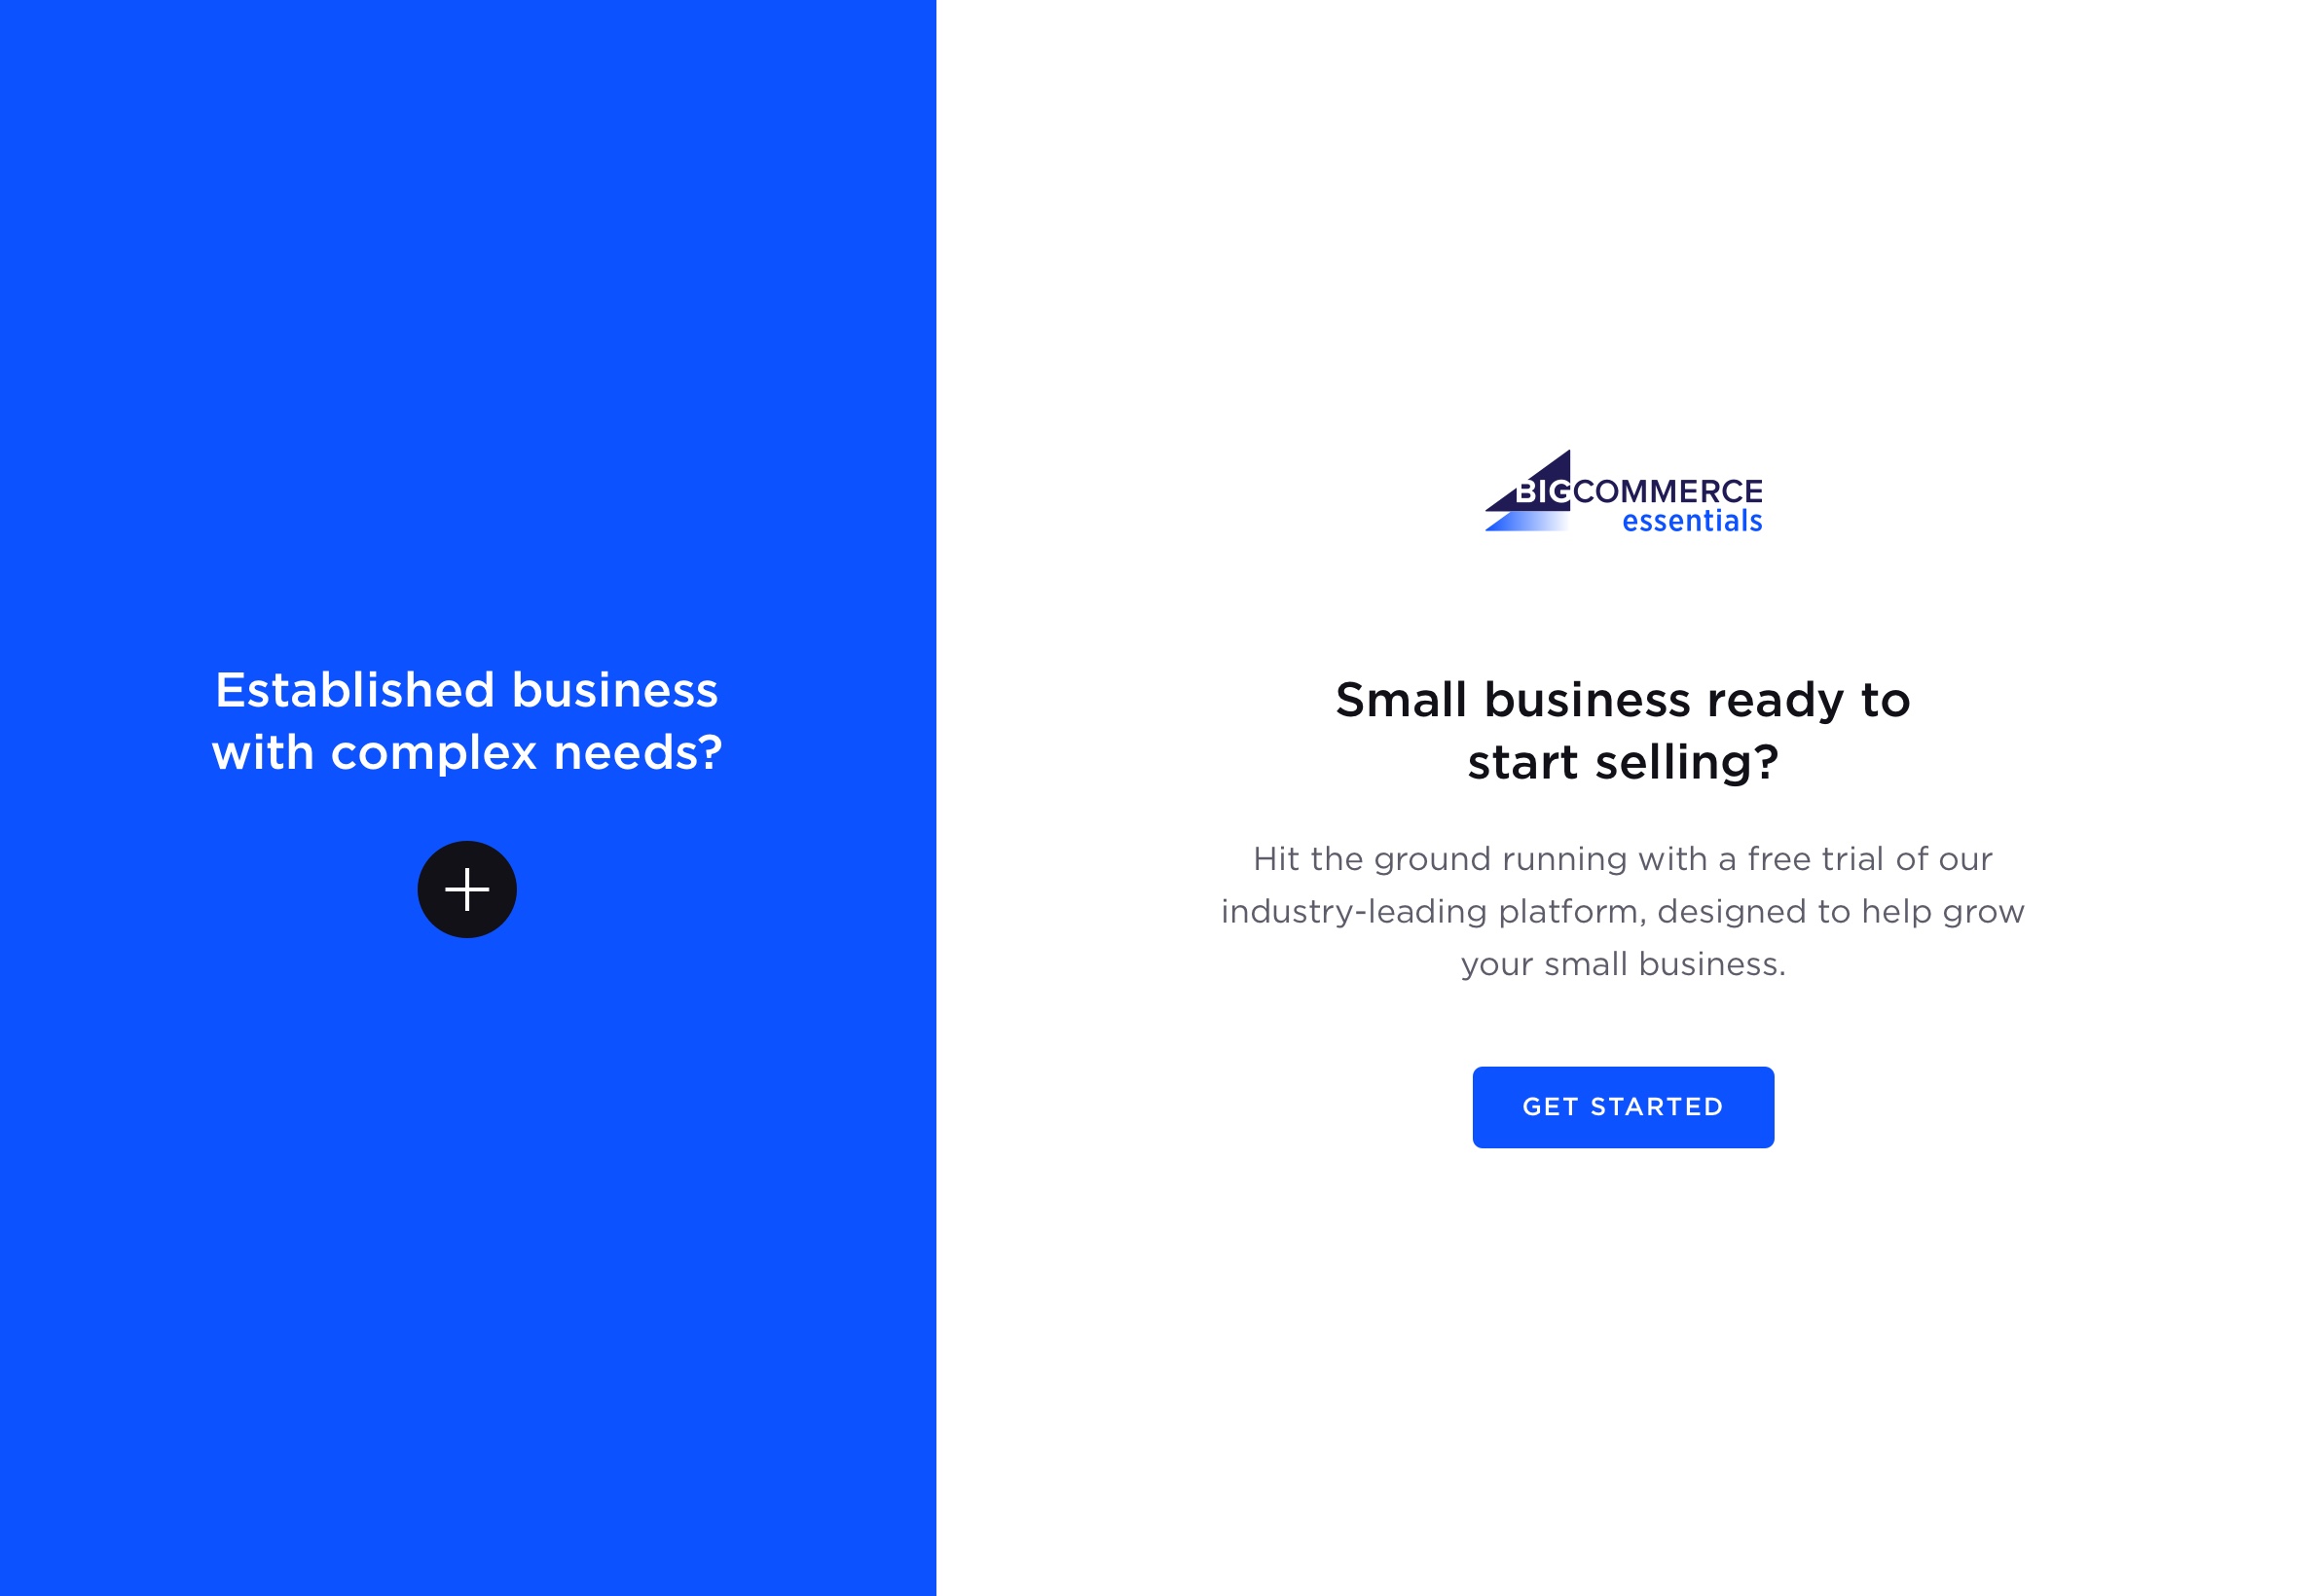 Established business
with complex needs?
BIGCOMMERCE
essentials
Small business ready to
start selling?
Hit the ground running with a free trial of our
industry-leading platform, designed to help grow
your small business.
GET STARTED